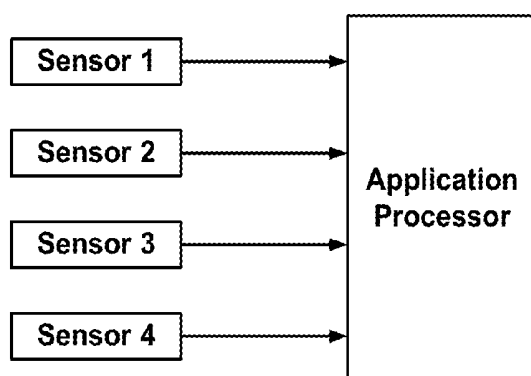 Sensor 1
Sensor 2
Sensor 3
Sensor 4
Application
Processor